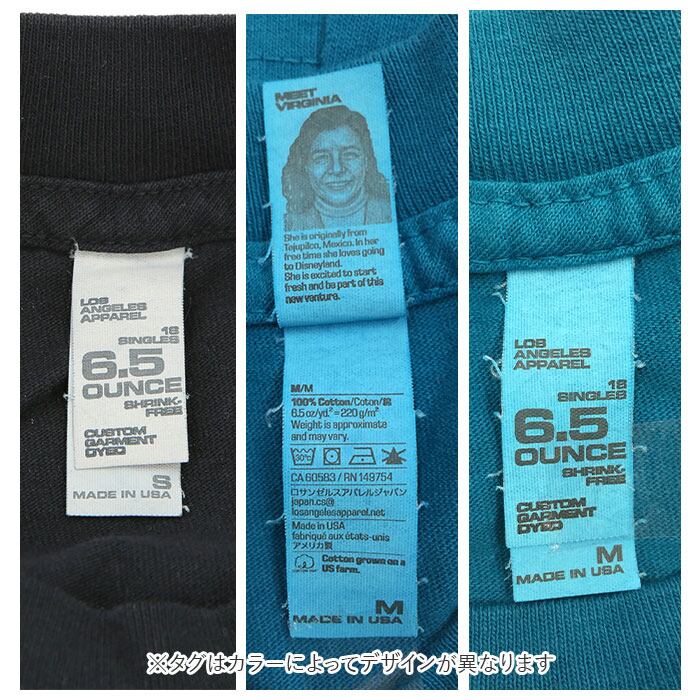 LOS
ANGELES
APPAREL
18
SINGLES
6.5
OUNCE
SHRINK-
FREE
CUSTOM
GARMENT
DYED
S
MADE IN USA
MEET
VIRGINIA
She is originally from
Tejupilco, Mexico. In her
free time she loves going
to Disneyland.
She is excited to start
fresh and be part of this
new ventura.
M/M
100% Cotton/Coton/綿
6.5 oz/yd.² = 220 g/m²
Weight is approximate
and may vary.
30°C
CA 60583 / RN 149754
ロサンゼルスアパレルジャパン
japan.cs@
losangelesapparel.net
Made in USA
fabriqué aux états-unis
アメリカ製
Cotton grown on a
US farm.
M
MADE IN USA
LOS
ANGELES
APPAREL
18
SINGLES
6.5
OUNCE
SHRINK-
FREE
CUSTOM
GARMENT
DYED
M
MADE IN USA
※タグはカラーによってデザインが異なります